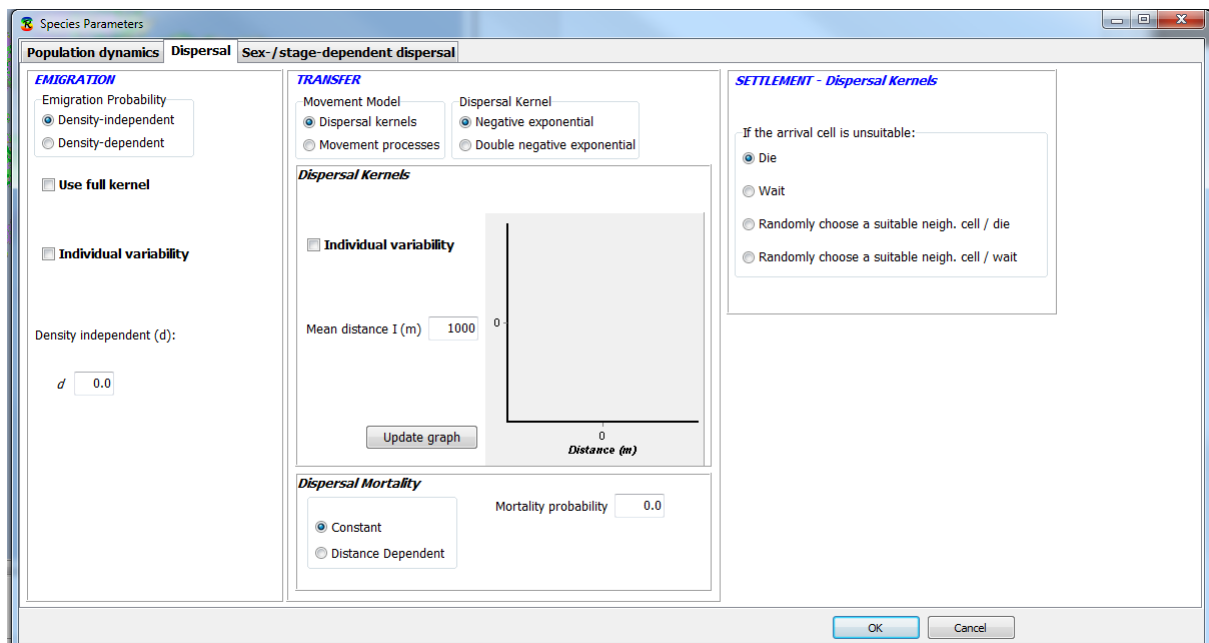 Species Parameters
Population dynamics Dispersal Sex-/stage-dependent dispersal
EMIGRATION
Emigration Probability
Density-independent
Density-dependent
Use full kernel
Individual variability
Density independent (d):
d 0.0
TRANSFER
Movement Model
Dispersal kernels
Movement processes
Dispersal Kernel
Negative exponential
Double negative exponential
Dispersal Kernels
Individual variability
Mean distance I (m) 1000
Update graph
0
0
Distance (m)
Dispersal Mortality
Constant
Distance Dependent
Mortality probability 0.0
SETTLEMENT - Dispersal Kernels
If the arrival cell is unsuitable:
Die
Wait
Randomly choose a suitable neigh. cell / die
Randomly choose a suitable neigh. cell / wait
OK Cancel